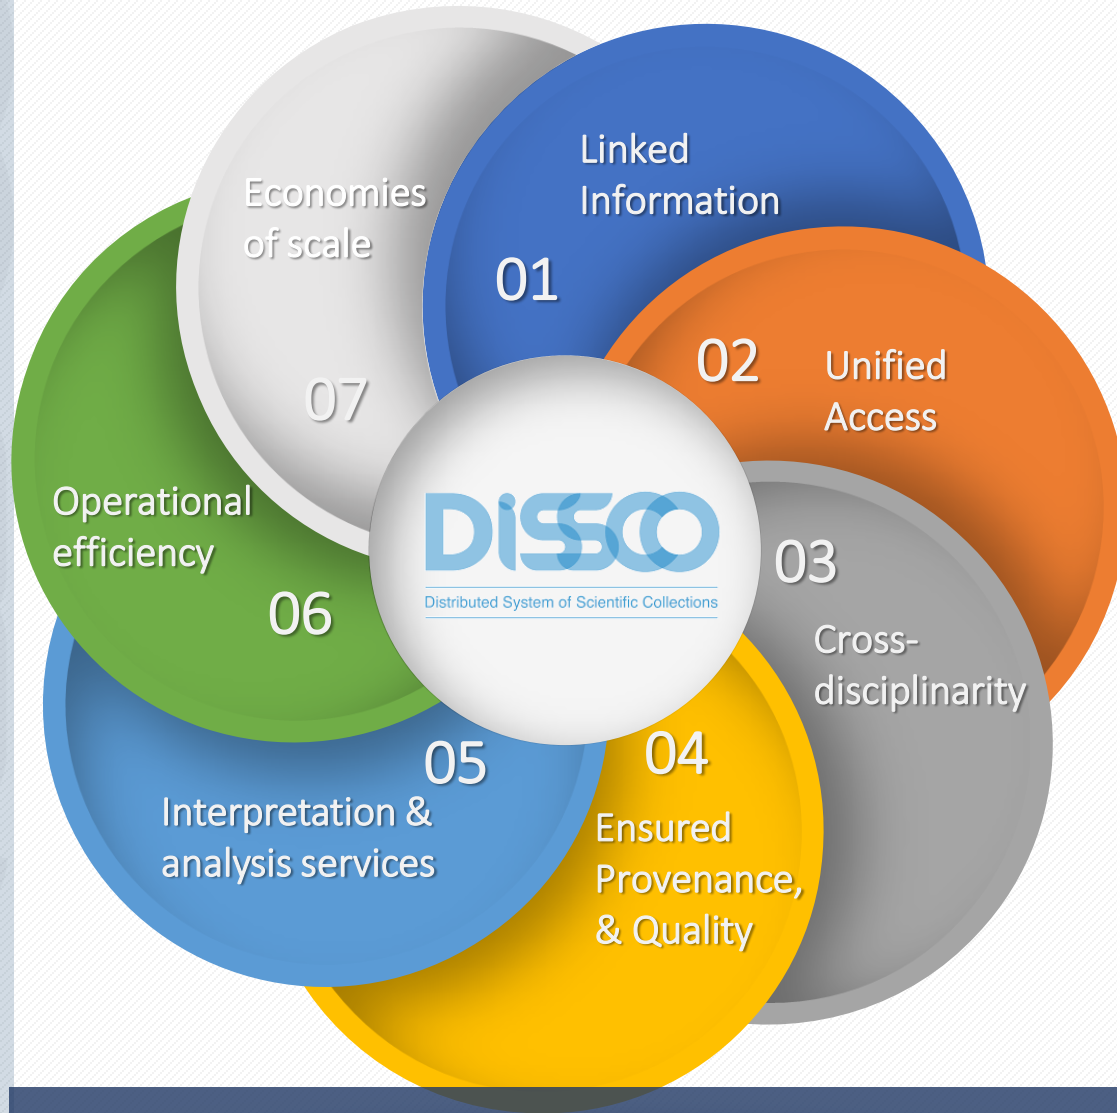 Linked
Information
01
02
Unified
Access
03
Cross-
disciplinarity
04
Ensured
Provenance,
& Quality
05
Interpretation &
analysis services
Operational
efficiency
06
Economies
of scale
07
DiSSCo
Distributed System of Scientific Collections